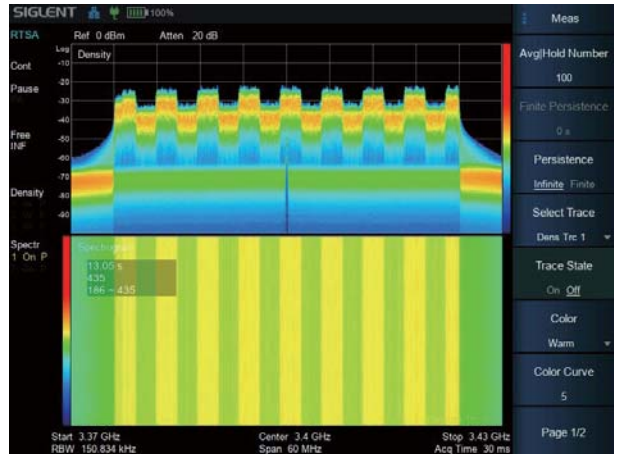 SIGLENT 100%
RTSA
Ref 0 dBm Atten 20 dB
Log
Density
-10
-20
-30
-40
-50
-60
-70
-80
-90
Cont
Pause
Free
INF
Density
Spectr
1 On P
Spectrogram
13.05 s
435
186 ~ 435
Start 3.37 GHz Center 3.4 GHz Stop 3.43 GHz
RBW 150.834 kHz Span 60 MHz Acq Time 30 ms
Meas
Avg|Hold Number
100
Finite Persistence
0 s
Persistence
Infinite Finite
Select Trace
Dens Trc 1
Trace State
On Off
Color
Warm
Color Curve
5
Page 1/2